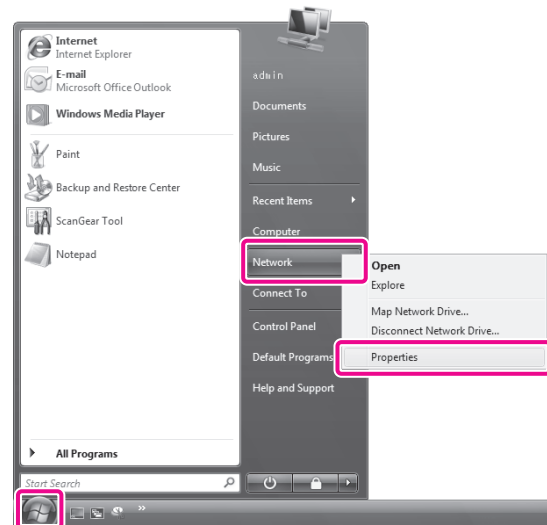 Internet
Internet Explorer
E-mail
Microsoft Office Outlook
Windows Media Player
Paint
Backup and Restore Center
ScanGear Tool
Notepad
All Programs
Start Search
admin
Documents
Pictures
Music
Recent Items
Computer
Network
Connect To
Control Panel
Default Programs
Help and Support
Open
Explore
Map Network Drive...
Disconnect Network Drive...
Properties